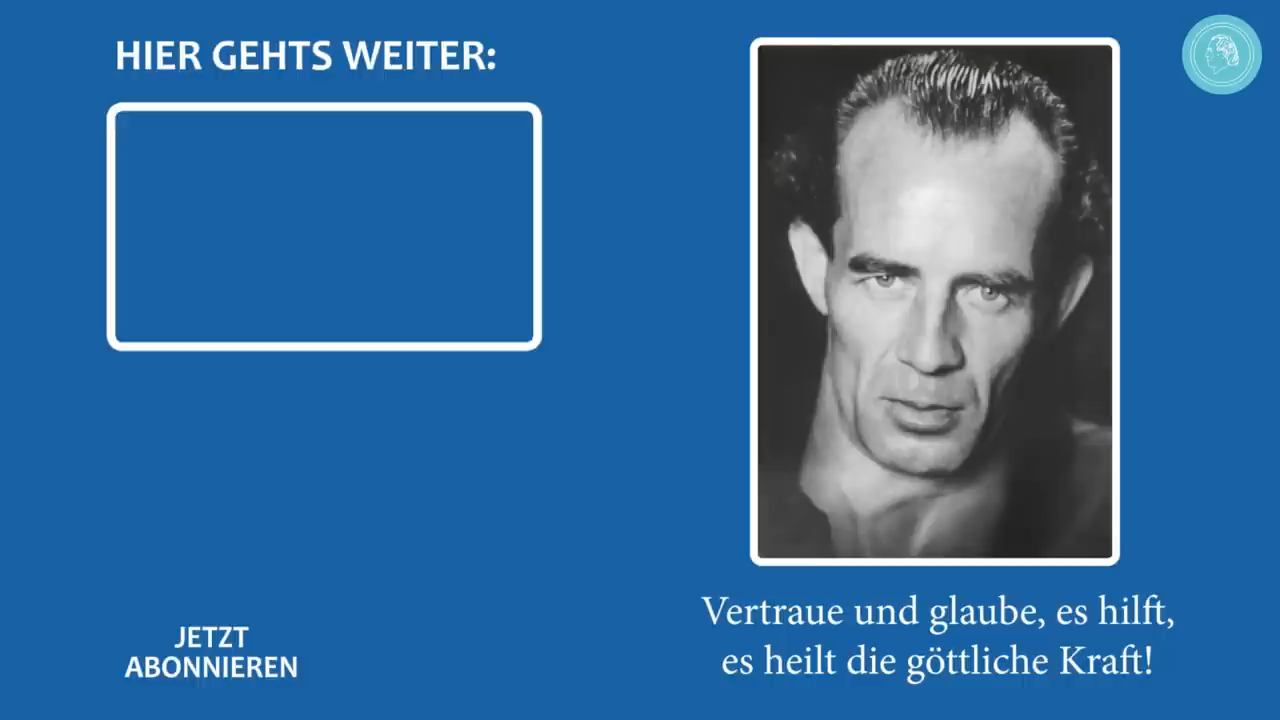 HIER GEHTS WEITER:
JETZT
ABONNIEREN
Vertraue und glaube, es hilft,
es heilt die göttliche Kraft!